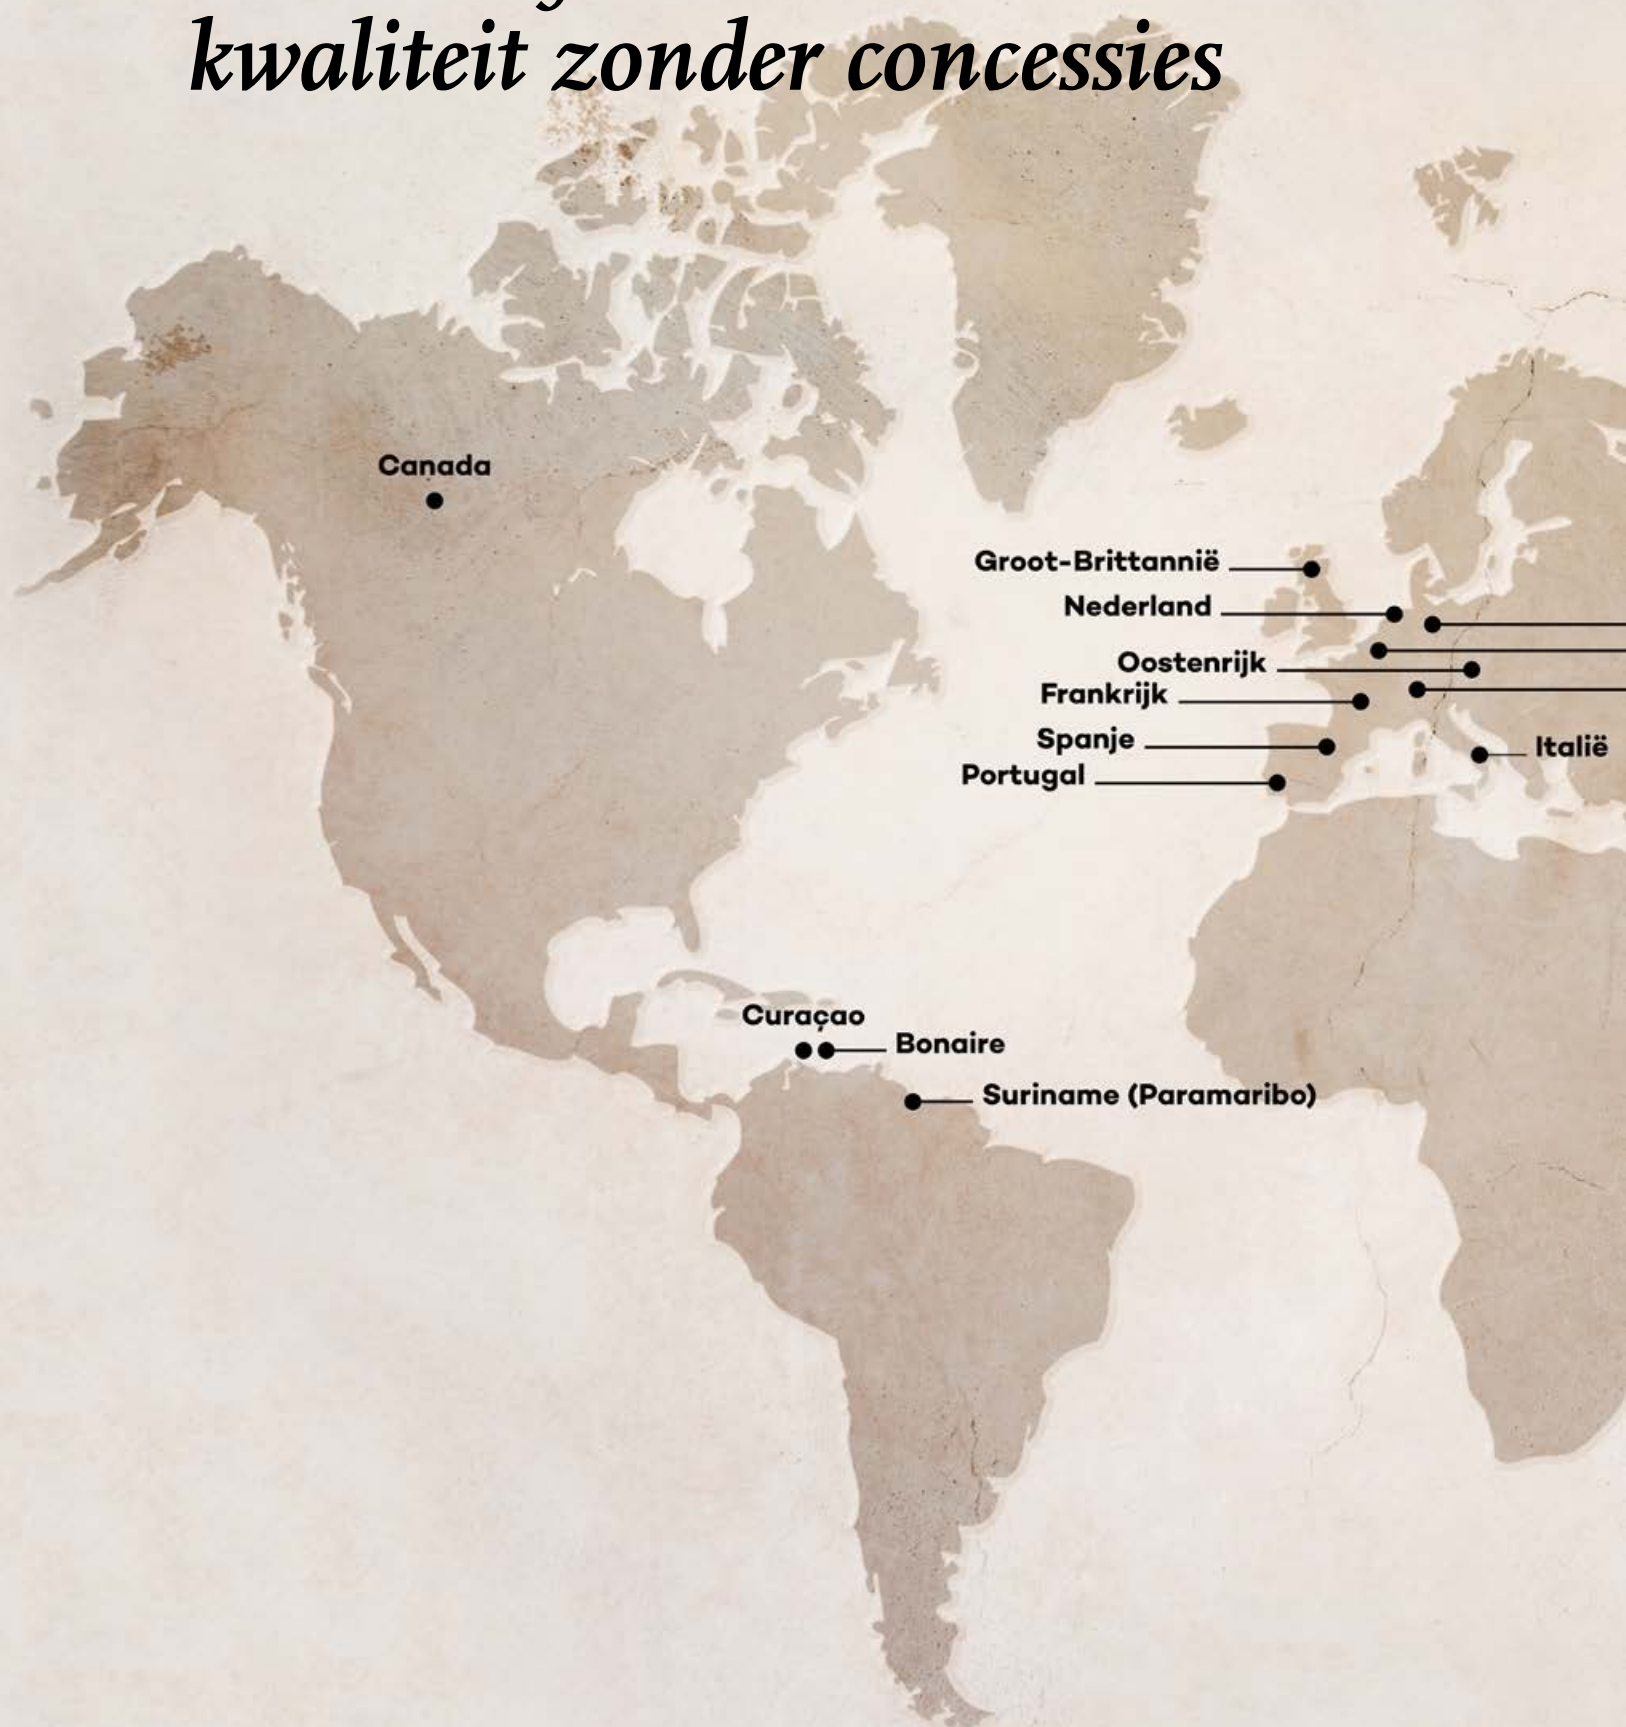 kwaliteit zonder concessies
Canada
Groot-Brittannië
Nederland
Oostenrijk
Frankrijk
Spanje
Italië
Portugal
Curaçao
Bonaire
Suriname (Paramaribo)